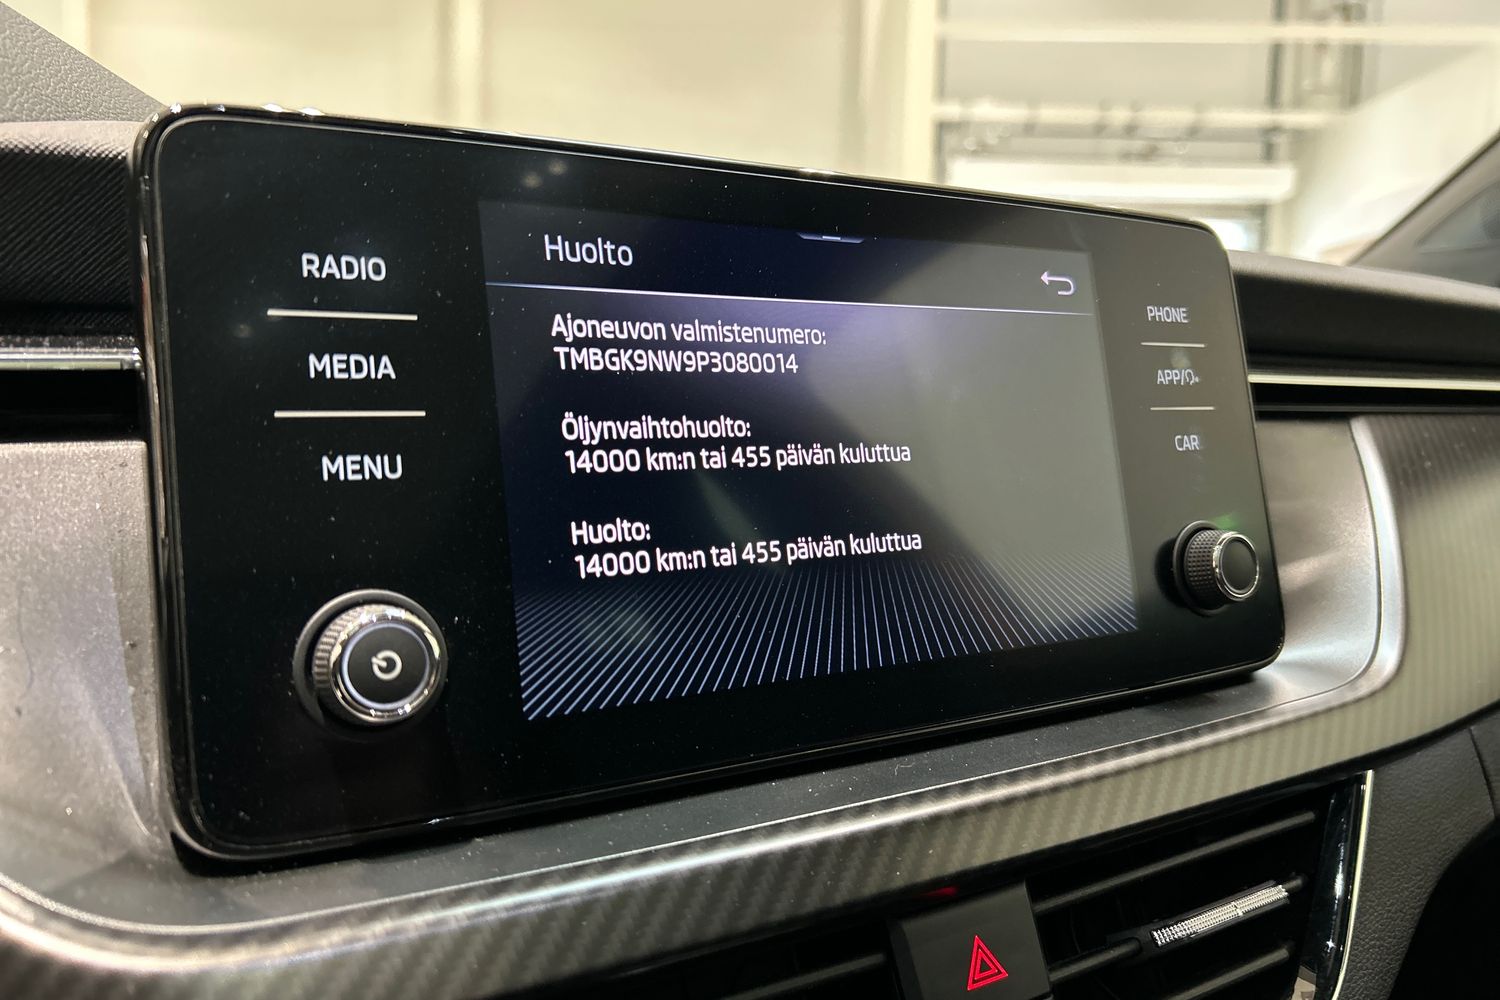 RADIO
MEDIA
MENU
Huolto
Ajoneuvon valmistenumero:
TMBGK9NW9P3080014
Öljynvaihtohuolto:
14000 km:n tai 455 päivän kuluttua
Huolto:
14000 km:n tai 455 päivän kuluttua
PHONE
APP/
CAR